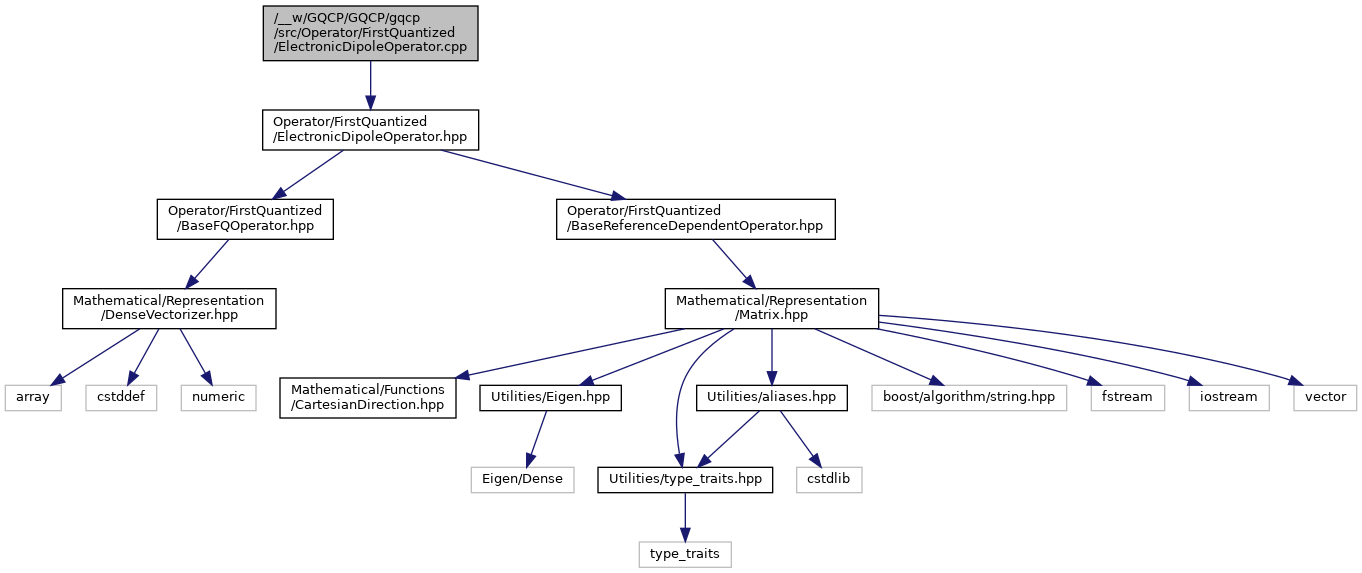 /__w/GQCP/GQCP/gqcp
/src/Operator/FirstQuantized
/ElectronicDipoleOperator.cpp
Operator/FirstQuantized
/ElectronicDipoleOperator.hpp
Operator/FirstQuantized
/BaseFQOperator.hpp
Operator/FirstQuantized
/BaseReferenceDependentOperator.hpp
Mathematical/Representation
/DenseVectorizer.hpp
Mathematical/Representation
/Matrix.hpp
array
cstddef
numeric
Mathematical/Functions
/CartesianDirection.hpp
Utilities/Eigen.hpp
Utilities/aliases.hpp
boost/algorithm/string.hpp
fstream
iostream
vector
Eigen/Dense
Utilities/type_traits.hpp
cstdlib
type_traits